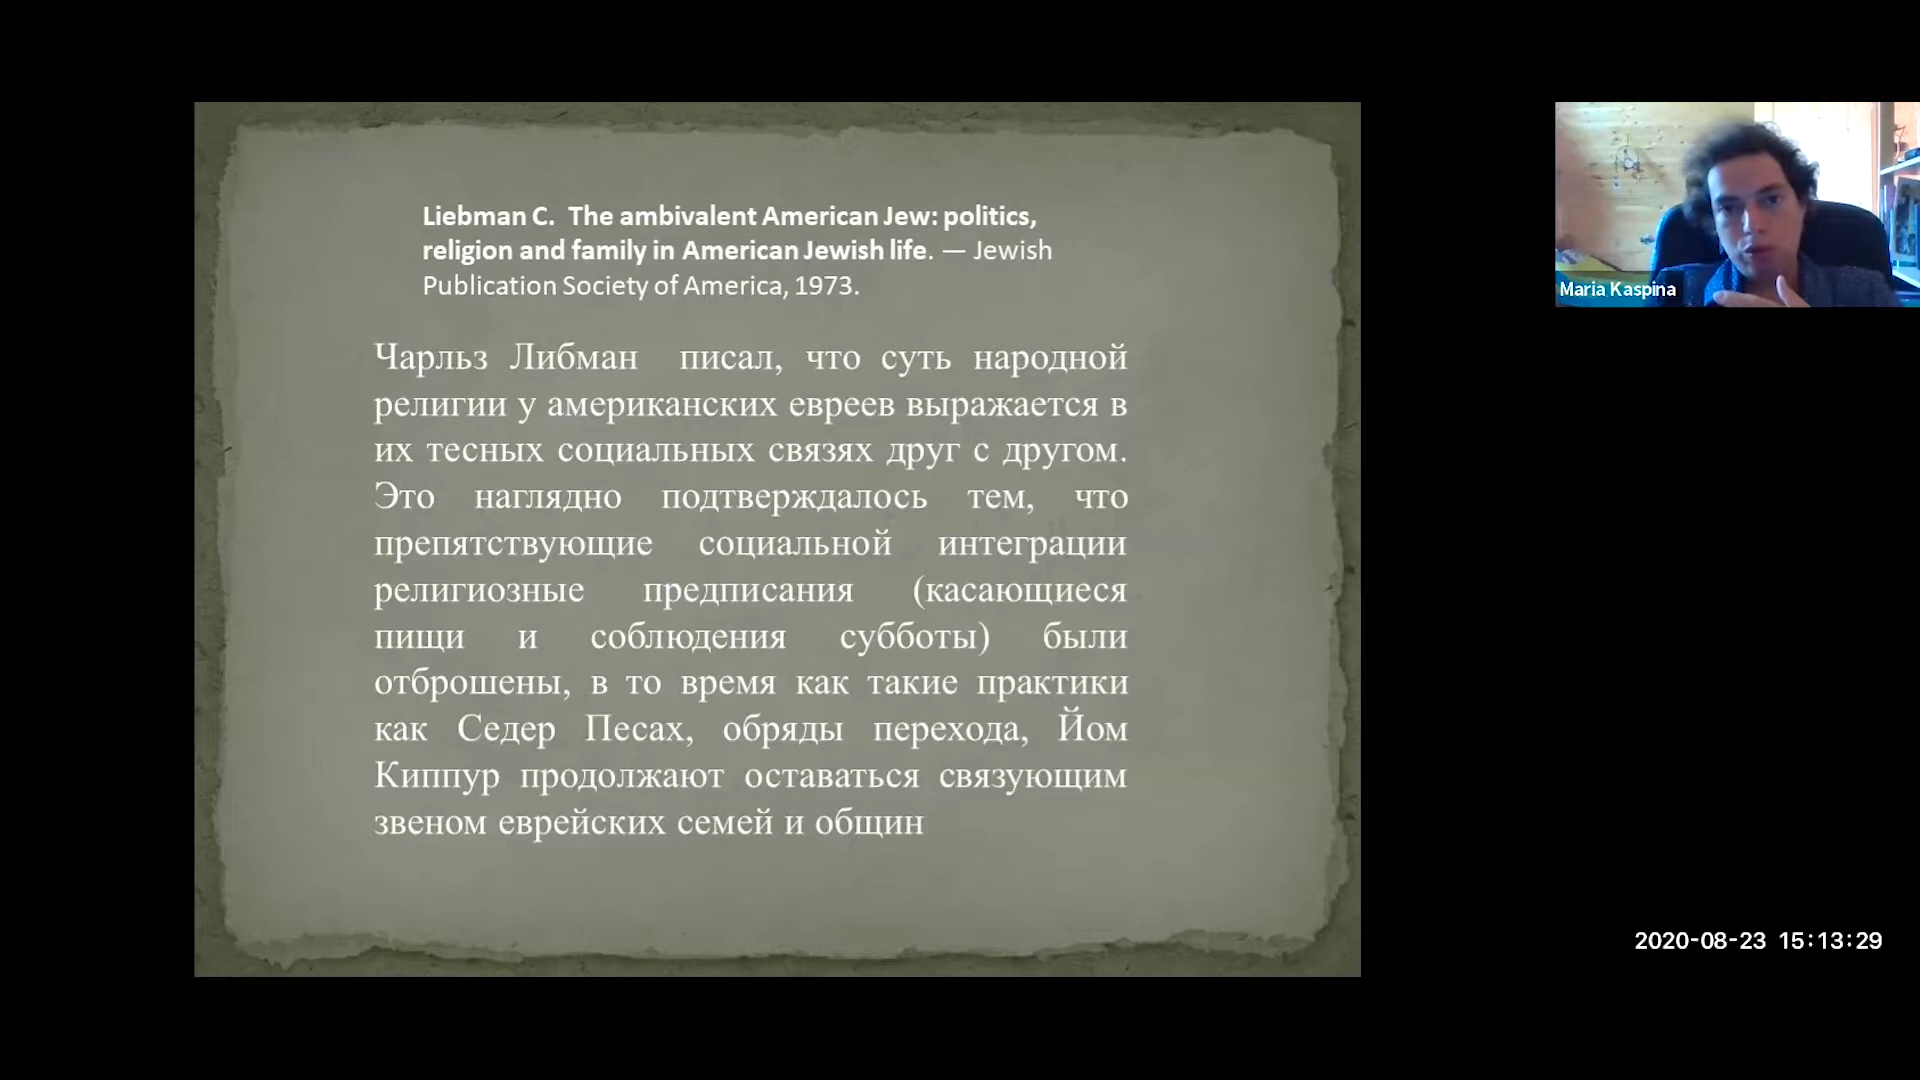 Liebman C. The ambivalent American Jew: politics,
religion and family in American Jewish life. — Jewish
Publication Society of America, 1973.
Чарльз Либман писал, что суть народной
религии у американских евреев выражается в
их тесных социальных связях друг с другом.
Это наглядно подтверждалось тем, что
препятствующие социальной интеграции
религиозные предписания (касающиеся
пищи и соблюдения субботы) были
отброшены, в то время как такие практики
как Седер Песах, обряды перехода, Йом
Киппур продолжают оставаться связующим
звеном еврейских семей и общин
Maria Kaspina
2020-08-23 15:13:29